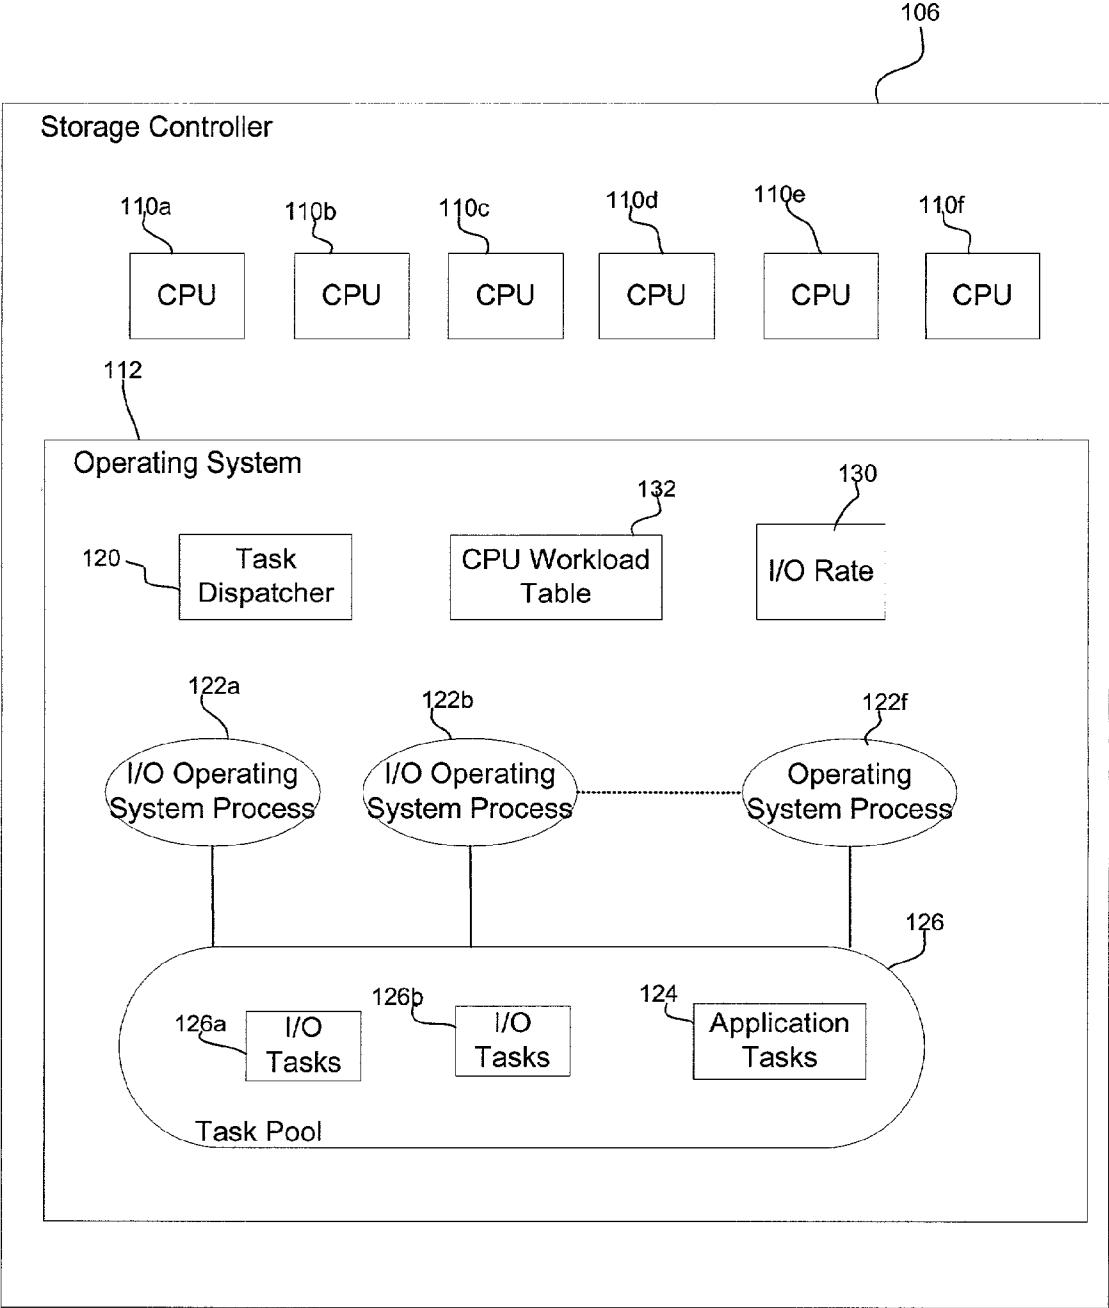 106
Storage Controller
110a
110b
110c
110d
110e
110f
CPU
CPU
CPU
CPU
CPU
CPU
112
Operating System
120
Task
Dispatcher
132
CPU Workload
Table
130
I/O Rate
122a
I/O Operating
System Process
122b
I/O Operating
System Process
122f
Operating
System Process
126
126a
I/O
Tasks
126b
I/O
Tasks
124
Application
Tasks
Task Pool